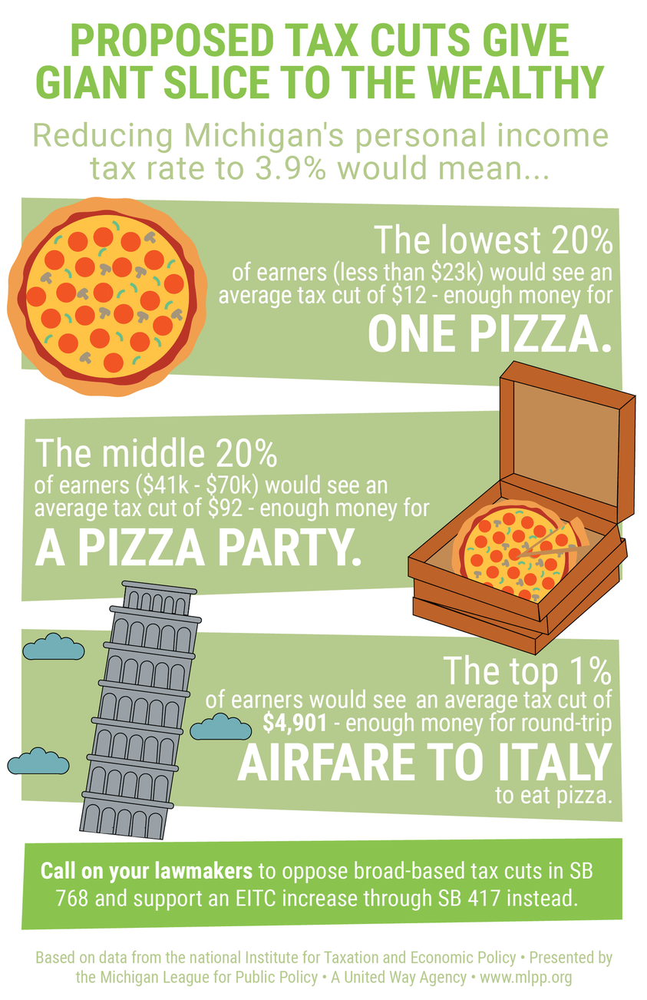 PROPOSED TAX CUTS GIVE
GIANT SLICE TO THE WEALTHY
Reducing Michigan's personal income
tax rate to 3.9% would mean...
The lowest 20%
of earners (less than $23k) would see an
average tax cut of $12 - enough money for
ONE PIZZA.
The middle 20%
of earners ($41k - $70k) would see an
average tax cut of $92 - enough money for
A PIZZA PARTY.
The top 1%
of earners would see an average tax cut of
$4,901 - enough money for round-trip
AIRFARE TO ITALY
to eat pizza.
Call on your lawmakers to oppose broad-based tax cuts in SB
768 and support an EITC increase through SB 417 instead.
Based on data from the national Institute for Taxation and Economic Policy • Presented by
the Michigan League for Public Policy • A United Way Agency • www.mlpp.org